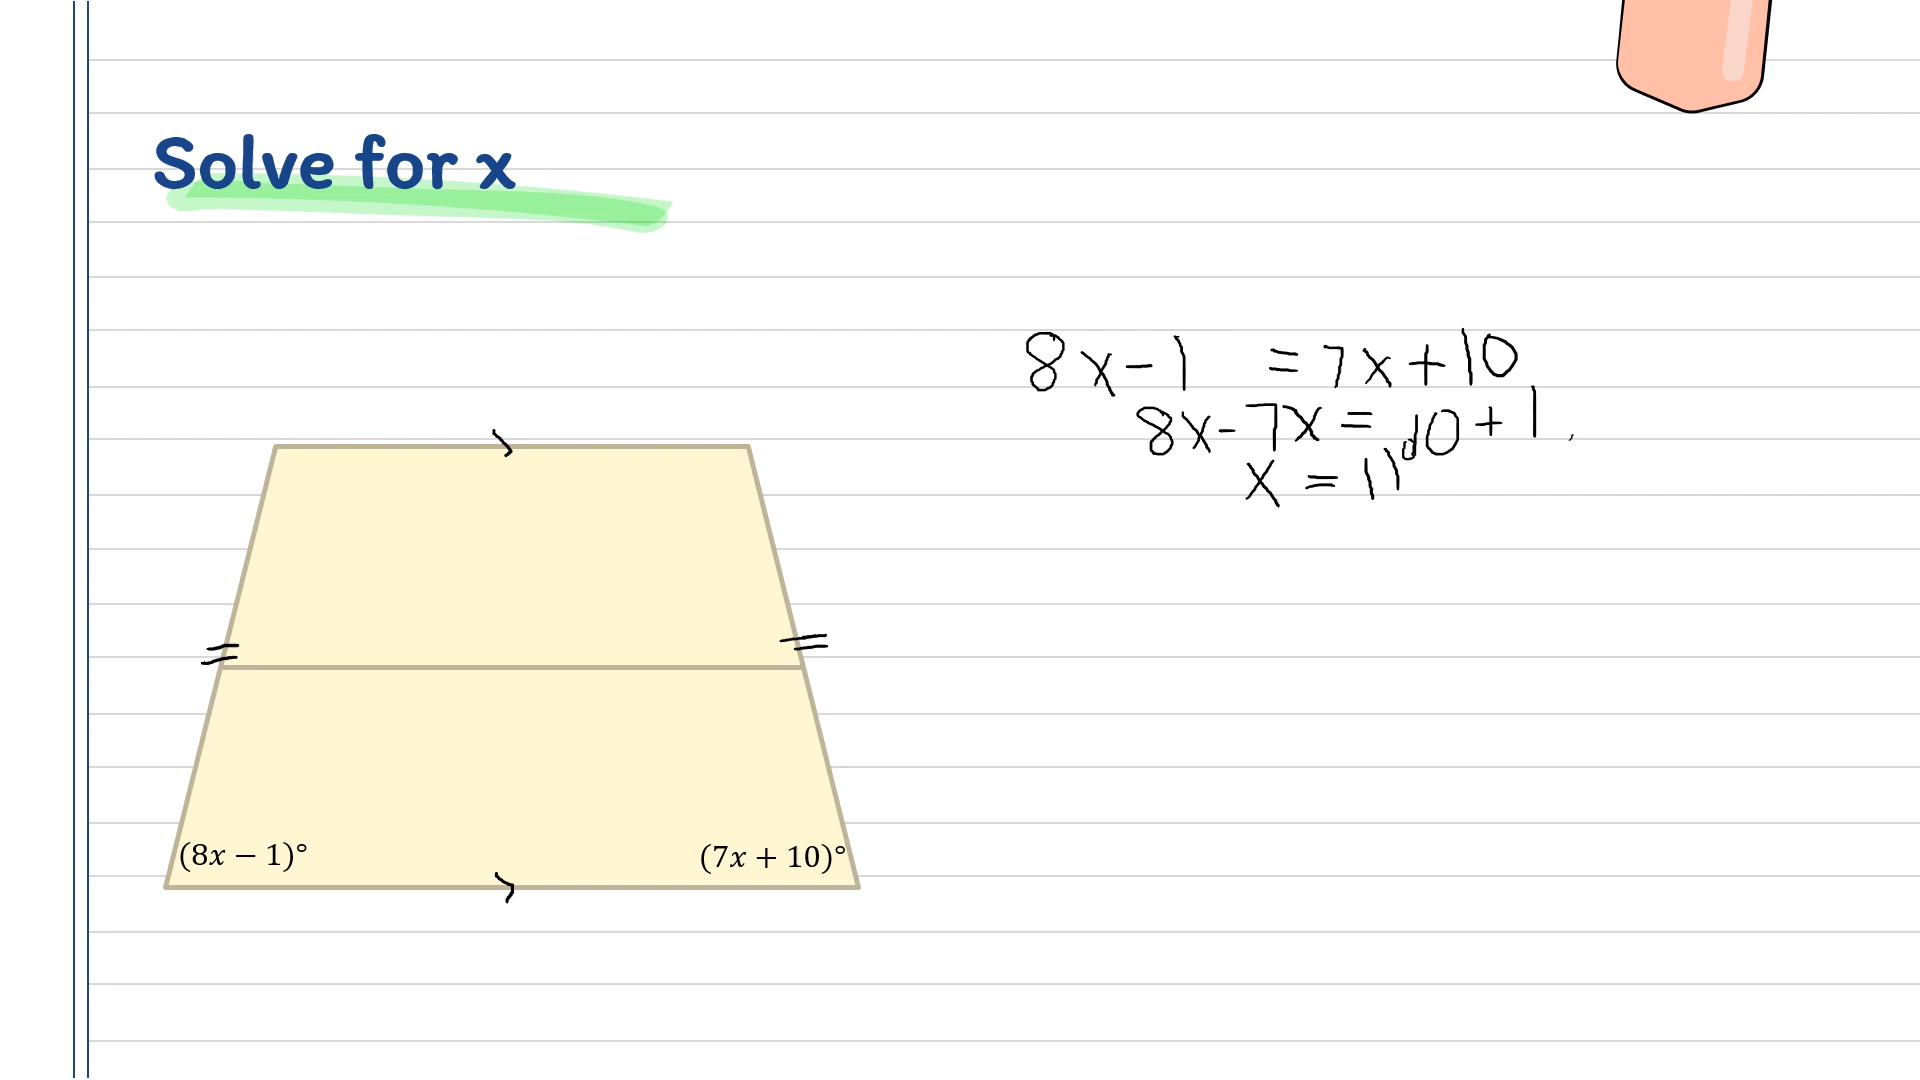 Solve for x
8x-1 = 7x+10
8x-7x = 10+1
x = 11
(8x − 1)°
(7x + 10)°